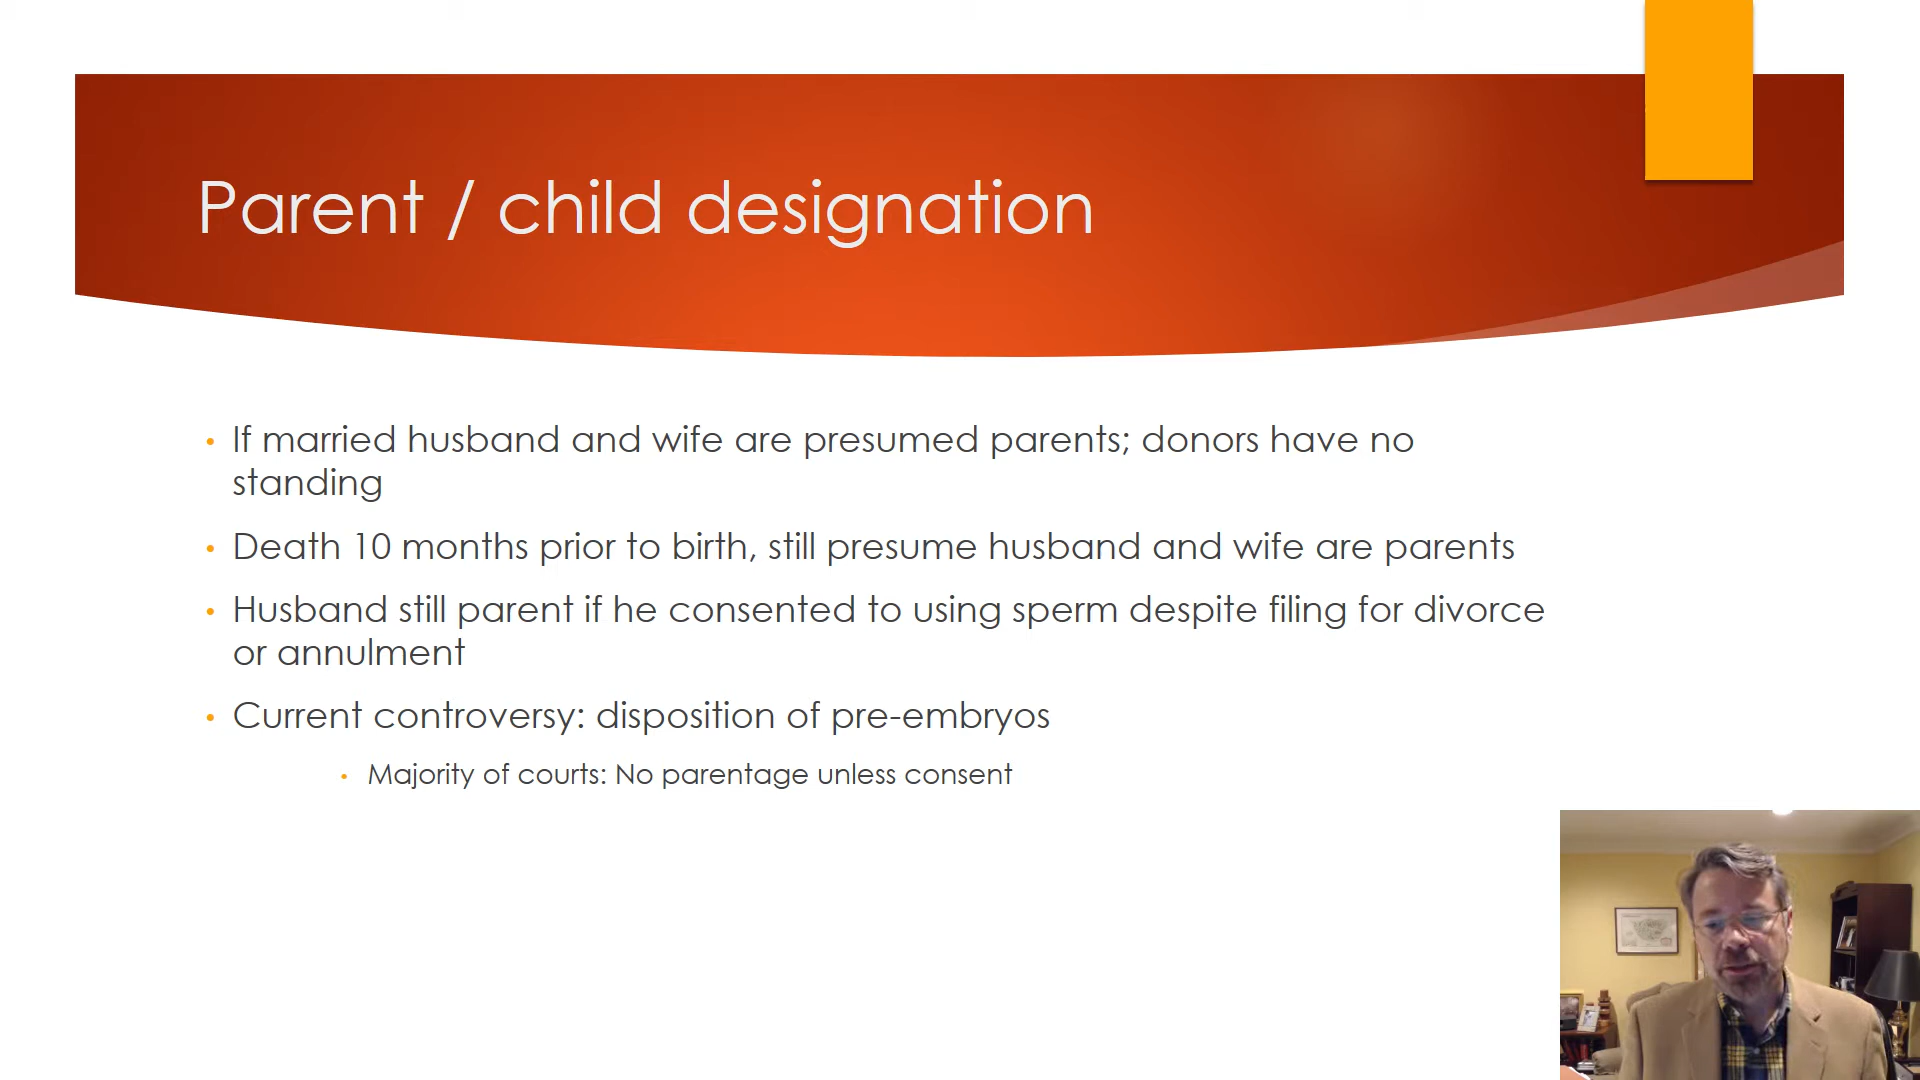 Parent / child designation
If married husband and wife are presumed parents; donors have no
standing
Death 10 months prior to birth, still presume husband and wife are parents
Husband still parent if he consented to using sperm despite filing for divorce
or annulment
Current controversy: disposition of pre-embryos
Majority of courts: No parentage unless consent